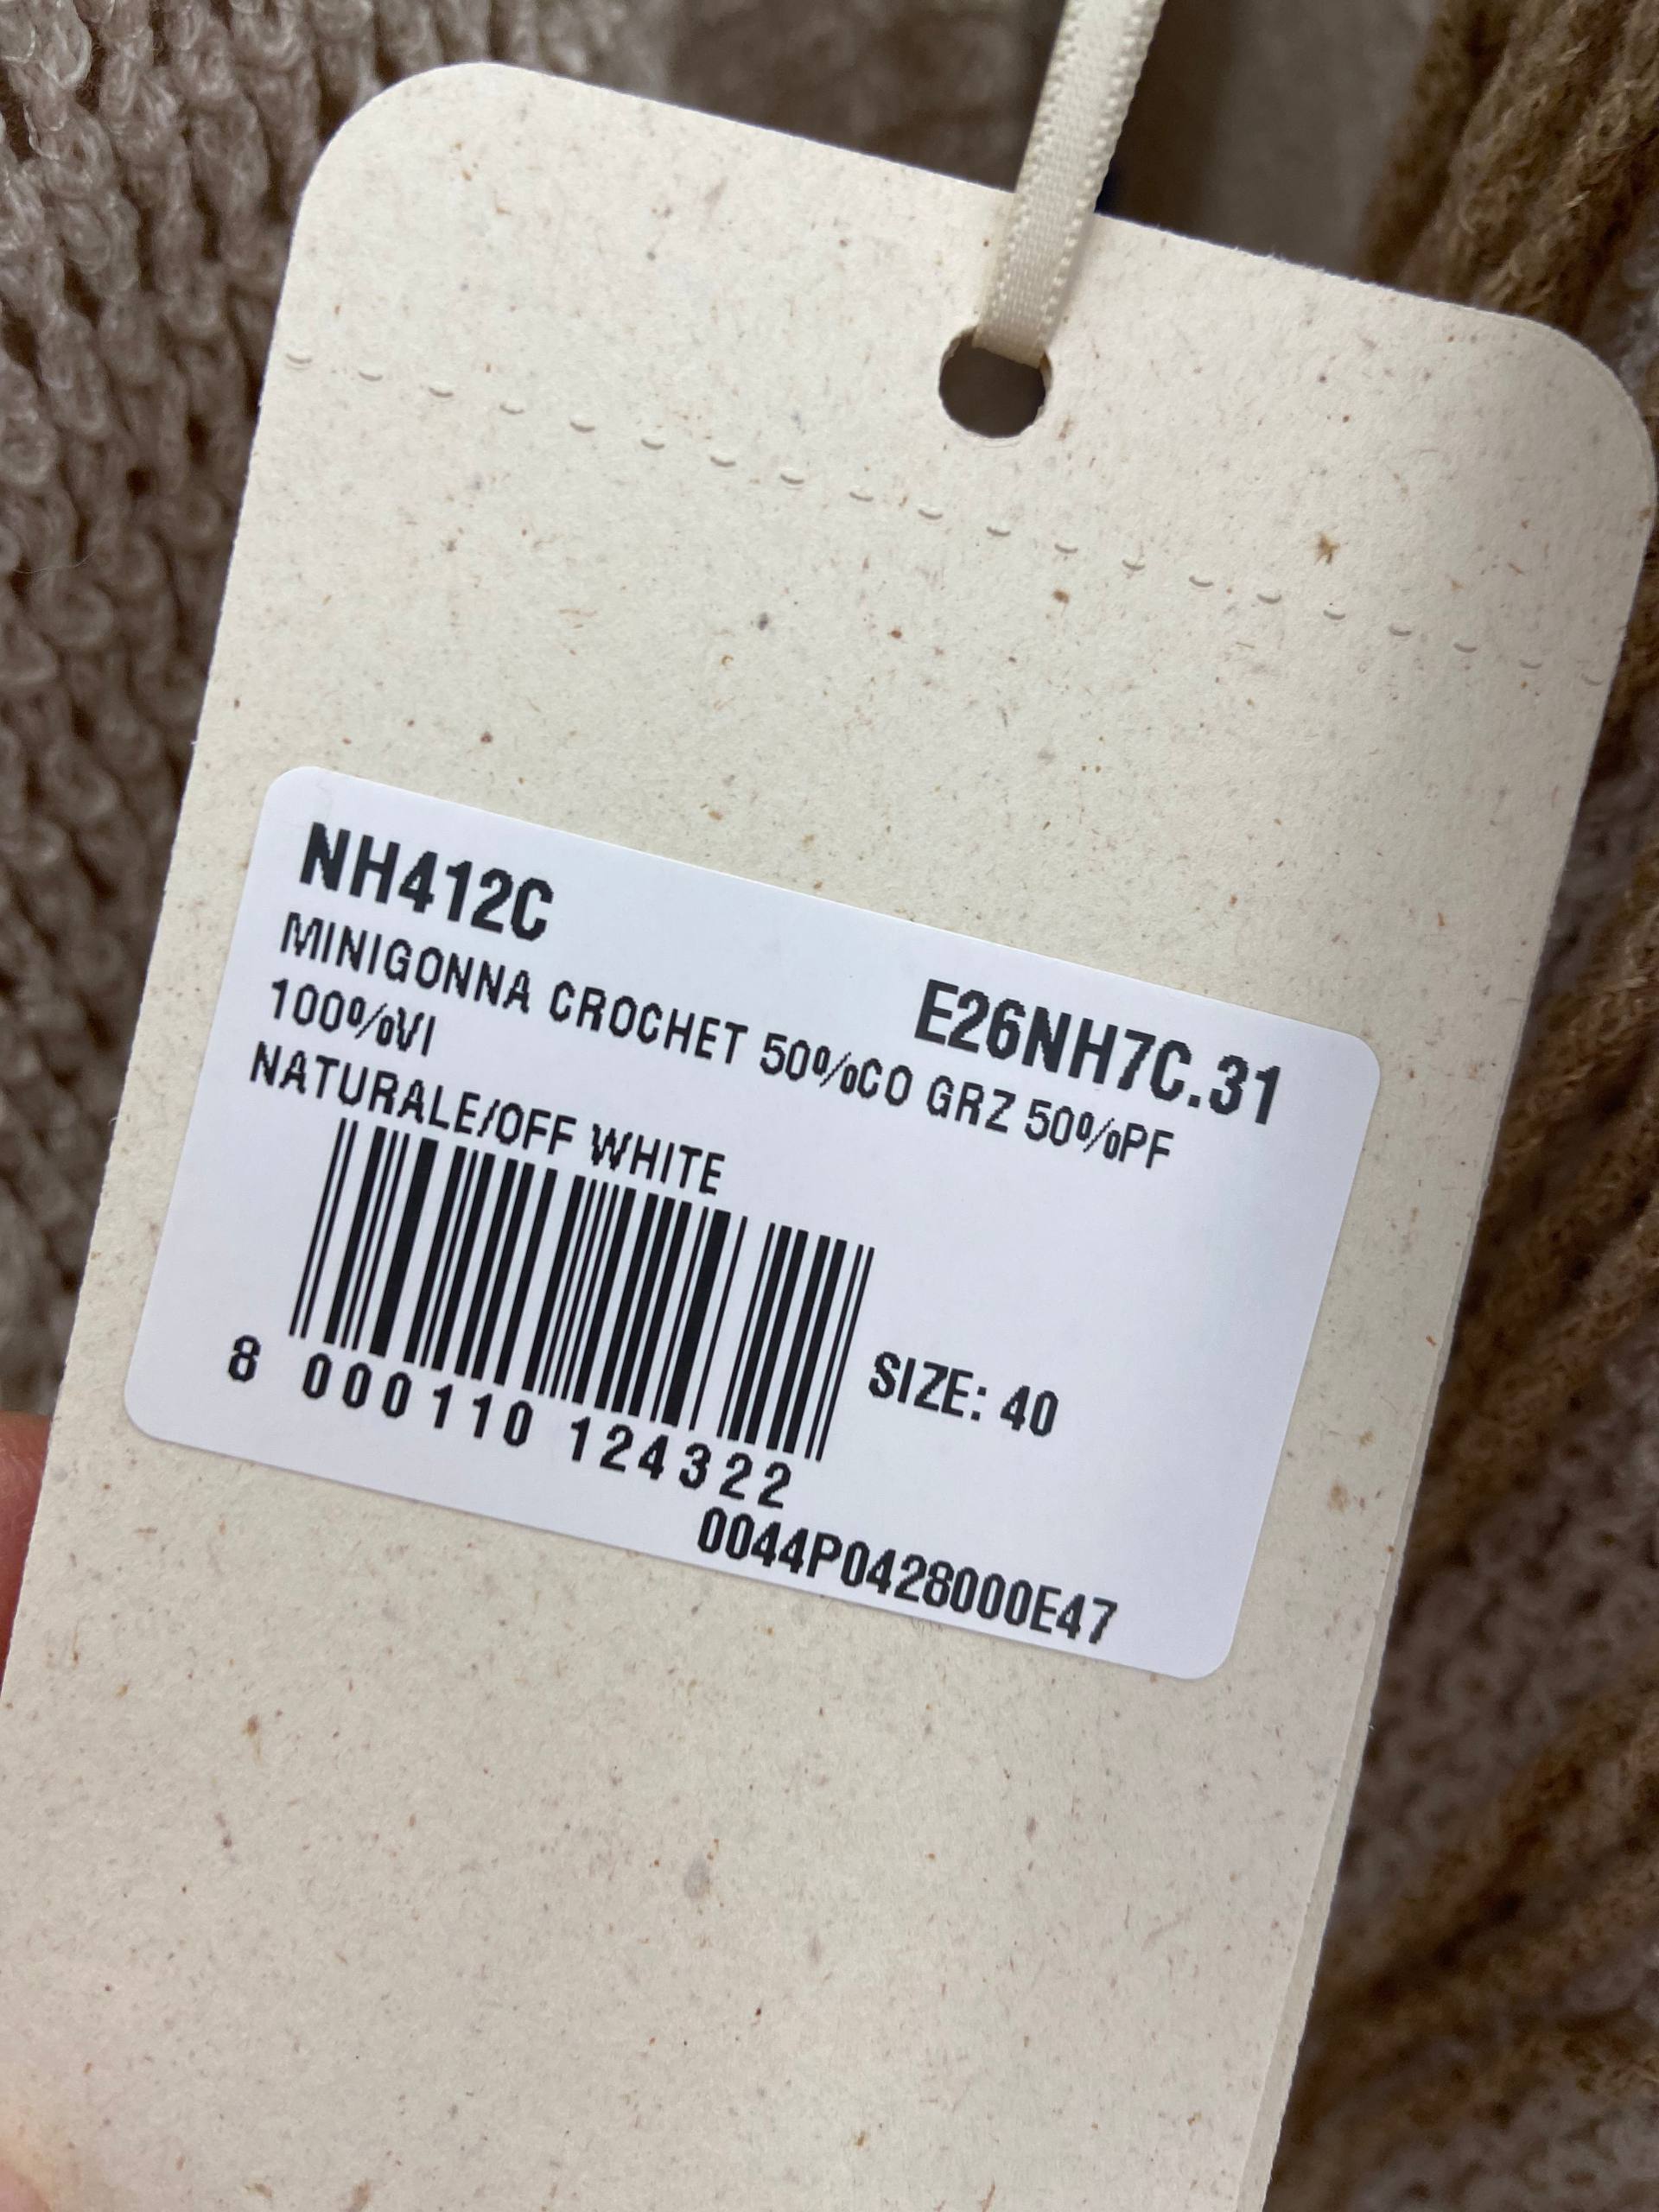 NH412C
E26NH7C.31
MINIGONNA CROCHET 50%CO GRZ 50%PF
100%VI
NATURALE/OFF WHITE
8 000110 124322
SIZE: 40
0044P0428000E47